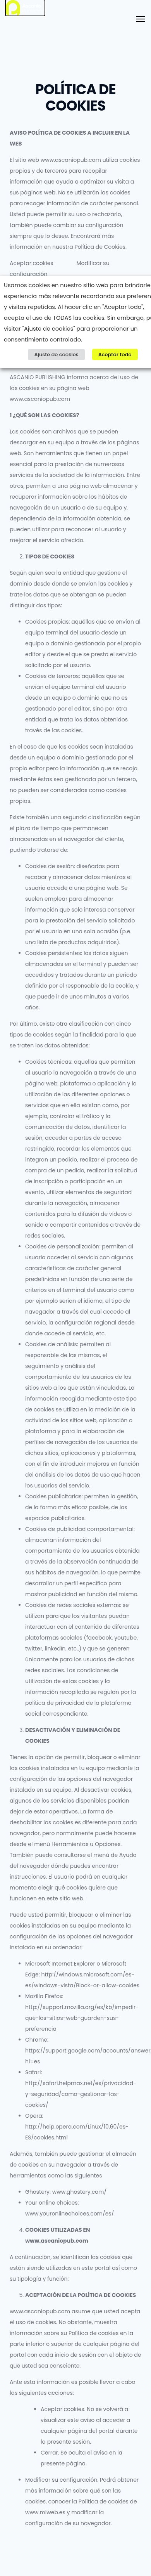 POLÍTICA DE
COOKIES
AVISO POLÍTICA DE COOKIES A INCLUIR EN LA
WEB
El sitio web www.ascaniopub.com utiliza cookies
propias y de terceros para recopilar
información que ayuda a optimizar su visita a
sus páginas web. No se utilizarán las cookies
para recoger información de carácter personal.
Usted puede permitir su uso o rechazarlo,
también puede cambiar su configuración
siempre que lo desee. Encontrará más
información en nuestra Política de Cookies.
Aceptar cookies Modificar su
configuración
Usamos cookies en nuestro sitio web para brindarle
experiencia más relevante recordando sus preferen
y visitas repetidas. Al hacer clic en "Aceptar todo",
acepta el uso de TODAS las cookies. Sin embargo, pu
visitar "Ajuste de cookies" para proporcionar un
consentimiento controlado.
Ajuste de cookies
Aceptar todo
ASCANIO PUBLISHING informa acerca del uso de
las cookies en su página web
www.ascaniopub.com
1 ¿QUÉ SON LAS COOKIES?
Las cookies son archivos que se pueden
descargar en su equipo a través de las páginas
web. Son herramientas que tienen un papel
esencial para la prestación de numerosos
servicios de la sociedad de la información. Entre
otros, permiten a una página web almacenar y
recuperar información sobre los hábitos de
navegación de un usuario o de su equipo y,
dependiendo de la información obtenida, se
pueden utilizar para reconocer al usuario y
mejorar el servicio ofrecido.
2. TIPOS DE COOKIES
Según quien sea la entidad que gestione el
dominio desde donde se envían las cookies y
trate los datos que se obtengan se pueden
distinguir dos tipos:
• Cookies propias: aquéllas que se envían al
equipo terminal del usuario desde un
equipo o dominio gestionado por el propio
editor y desde el que se presta el servicio
solicitado por el usuario.
• Cookies de terceros: aquéllas que se
envían al equipo terminal del usuario
desde un equipo o dominio que no es
gestionado por el editor, sino por otra
entidad que trata los datos obtenidos
través de las cookies.
En el caso de que las cookies sean instaladas
desde un equipo o dominio gestionado por el
propio editor pero la información que se recoja
mediante éstas sea gestionada por un tercero,
no pueden ser consideradas como cookies
propias.
Existe también una segunda clasificación según
el plazo de tiempo que permanecen
almacenadas en el navegador del cliente,
pudiendo tratarse de:
• Cookies de sesión: diseñadas para
recabar y almacenar datos mientras el
usuario accede a una página web. Se
suelen emplear para almacenar
información que solo interesa conservar
para la prestación del servicio solicitado
por el usuario en una sola ocasión (p.e.
una lista de productos adquiridos).
• Cookies persistentes: los datos siguen
almacenados en el terminal y pueden ser
accedidos y tratados durante un periodo
definido por el responsable de la cookie, y
que puede ir de unos minutos a varios
años.
Por último, existe otra clasificación con cinco
tipos de cookies según la finalidad para la que
se traten los datos obtenidos:
• Cookies técnicas: aquellas que permiten
al usuario la navegación a través de una
página web, plataforma o aplicación y la
utilización de las diferentes opciones o
servicios que en ella existan como, por
ejemplo, controlar el tráfico y la
comunicación de datos, identificar la
sesión, acceder a partes de acceso
restringido, recordar los elementos que
integran un pedido, realizar el proceso de
compra de un pedido, realizar la solicitud
de inscripción o participación en un
evento, utilizar elementos de seguridad
durante la navegación, almacenar
contenidos para la difusión de vídeos o
sonido o compartir contenidos a través de
redes sociales.
• Cookies de personalización: permiten al
usuario acceder al servicio con algunas
características de carácter general
predefinidas en función de una serie de
criterios en el terminal del usuario como
por ejemplo serian el idioma, el tipo de
navegador a través del cual accede al
servicio, la configuración regional desde
donde accede al servicio, etc.
• Cookies de análisis: permiten al
responsable de las mismas, el
seguimiento y análisis del
comportamiento de los usuarios de los
sitios web a los que están vinculadas. La
información recogida mediante este tipo
de cookies se utiliza en la medición de la
actividad de los sitios web, aplicación o
plataforma y para la elaboración de
perfiles de navegación de los usuarios de
dichos sitios, aplicaciones y plataformas,
con el fin de introducir mejoras en función
del análisis de los datos de uso que hacen
los usuarios del servicio.
• Cookies publicitarias: permiten la gestión,
de la forma más eficaz posible, de los
espacios publicitarios.
• Cookies de publicidad comportamental:
almacenan información del
comportamiento de los usuarios obtenida
a través de la observación continuada de
sus hábitos de navegación, lo que permite
desarrollar un perfil específico para
mostrar publicidad en función del mismo.
• Cookies de redes sociales externas: se
utilizan para que los visitantes puedan
interactuar con el contenido de diferentes
plataformas sociales (facebook, youtube,
twitter, linkedIn, etc..) y que se generen
únicamente para los usuarios de dichas
redes sociales. Las condiciones de
utilización de estas cookies y la
información recopilada se regulan por la
política de privacidad de la plataforma
social correspondiente.
3. DESACTIVACIÓN Y ELIMINACIÓN DE
COOKIES
Tienes la opción de permitir, bloquear o eliminar
las cookies instaladas en tu equipo mediante la
configuración de las opciones del navegador
instalado en su equipo. Al desactivar cookies,
algunos de los servicios disponibles podrían
dejar de estar operativos. La forma de
deshabilitar las cookies es diferente para cada
navegador, pero normalmente puede hacerse
desde el menú Herramientas u Opciones.
También puede consultarse el menú de Ayuda
del navegador dónde puedes encontrar
instrucciones. El usuario podrá en cualquier
momento elegir qué cookies quiere que
funcionen en este sitio web.
Puede usted permitir, bloquear o eliminar las
cookies instaladas en su equipo mediante la
configuración de las opciones del navegador
instalado en su ordenador:
• Microsoft Internet Explorer o Microsoft
Edge: http://windows.microsoft.com/es-
es/windows-vista/Block-or-allow-cookies
• Mozilla Firefox:
http://support.mozilla.org/es/kb/impedir-
que-los-sitios-web-guarden-sus-
preferencia
• Chrome:
https://support.google.com/accounts/answer
hl=es
• Safari:
http://safari.helpmax.net/es/privacidad-
y-seguridad/como-gestionar-las-
cookies/
• Opera:
http://help.opera.com/Linux/10.60/es-
ES/cookies.html
Además, también puede gestionar el almacén
de cookies en su navegador a través de
herramientas como las siguientes
• Ghostery: www.ghostery.com/
• Your online choices:
www.youronlinechoices.com/es/
4. COOKIES UTILIZADAS EN
www.ascaniopub.com
A continuación, se identifican las cookies que
están siendo utilizadas en este portal así como
su tipología y función:
5. ACEPTACIÓN DE LA POLÍTICA DE COOKIES
www.ascaniopub.com asume que usted acepta
el uso de cookies. No obstante, muestra
información sobre su Política de cookies en la
parte inferior o superior de cualquier página del
portal con cada inicio de sesión con el objeto de
que usted sea consciente.
Ante esta información es posible llevar a cabo
las siguientes acciones:
• Aceptar cookies. No se volverá a
visualizar este aviso al acceder a
cualquier página del portal durante
la presente sesión.
• Cerrar. Se oculta el aviso en la
presente página.
• Modificar su configuración. Podrá obtener
más información sobre qué son las
cookies, conocer la Política de cookies de
www.miweb.es y modificar la
configuración de su navegador.